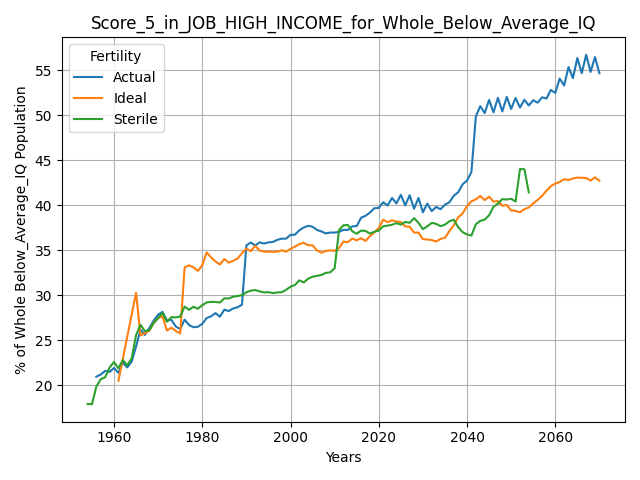 Score_5_in_JOB_HIGH_INCOME_for_Whole_Below_Average_IQ
Fertility
Actual
Ideal
Sterile
% of Whole Below_Average_IQ Population
55
50
45
40
35
30
25
20
1960
1980
2000
2020
2040
2060
Years